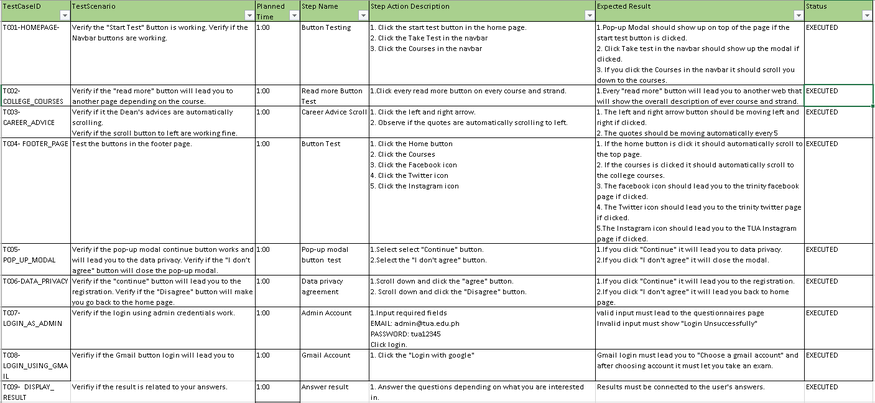 TestCaseID TestScenario Planned Time Step Name Step Action Description Expected Result Status
TC01-HOMEPAGE-
Verify the "Start Test" Button is working. Verify if the
Navbar buttons are working.
1:00
Button Testing
1. Click the start test button in the home page.
2. Click the Take Test in the navbar
3. Click the Courses in the navbar
1.Pop-up Modal should show up on top of the page if the
start test button is clicked.
2. Click Take test in the navbar should show up the modal if
clicked.
3. If you click the Courses in the navbar it should scroll you
down to the courses.
EXECUTED
TC02-
COLLEGE_COURSES
Verify if the "read more" button will lead you to
another page depending on the course.
1:00
Read more Button
Test
1.Click every read more button on every course and strand.
1.Every "read more" button will lead you to another web that
will show the overall description of ever course and strand.
EXECUTED
TC03-
CAREER_ADVICE
Verify if it the Dean's advices are automatically
scrolling.
Verify if the scroll button to left are working fine.
1:00
Career Advice Scroll
1. Click the left and right arrow.
2. Observe if the quotes are automatically scrolling to left.
1. The left and right arrow button should be moving left and
right if clicked.
2. The quotes should be moving automatically every 5
EXECUTED
TC04- FOOTER_PAGE
Test the buttons in the footer page.
1:00
Button Test
1. Click the Home button
2. Click the Courses
3. Click the Facebook icon
4. Click the Twitter icon
5. Click the Instagram icon
1. If the home button is click it should automatically scroll to
the top page.
2. If the courses is clicked it should automatically scroll to
the college courses.
3. The facebook icon should lead you to the trinity facebook
page if clicked.
4. The Twitter icon should lead you to the trinity twitter page
if clicked.
5.The Instagram icon should lead you to the TUA Instagram
page if clicked.
EXECUTED
TC05-
POP_UP_MODAL
Verify if the pop-up modal continue button works and
will lead you to the data privacy. Verify if the "I don't
agree" button will close the pop-up modal.
1:00
Pop-up modal
button test
1.Select select "Continue" button.
2.Select the "I don't agree" button.
1.If you click "Continue" it will lead you to data privacy.
2.If you click "I don't agree" it will close the modal.
EXECUTED
TC06-DATA_PRIVACY
Verify if the "continue" button will lead you to the
registration. Verify if the "Disagree" button will make
you go back to the home page.
1:00
Data privacy
agreement
1.Scroll down and click the "agree" button.
2. Scroll down and click the "Disagree" button.
1.If you click "Continue" it will lead you to the registration.
2.If you click "I don't agree" it will lead you back to home
page.
EXECUTED
TC07-
LOGIN_AS_ADMIN
Verify if the login using admin credentials work.
1:00
Admin Account
1.Input required fields
EMAIL: admin@tua.ed.ph
PASSWORD: tua12345
Click login.
valid input must lead to the questionnaires page
Invalid input must show "Login Unsuccessfully"
EXECUTED
TC08-
LOGIN_USING_GMA
IL
Verifiy if the Gmail button login will lead you to
1:00
Gmail Account
1. Click the "Login with google"
Gmail login must lead to "Choose a gmail account" and
after choosing account it must let you take an exam.
EXECUTED
TC09- DISPLAY_
RESULT
Verifiy if the result is related to your answers.
1:00
Answer result
1. Answer the questions depending on what you are interested
in.
Results must be connected to the user's answers.
EXECUTED